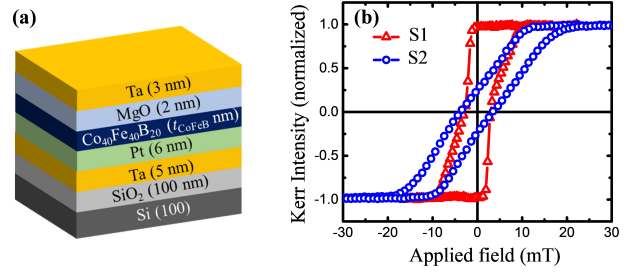 (a)
Ta (3 nm)
MgO (2 nm)
Co₄₀Fe₄₀B₂₀ (t_CoFeB nm)
Pt (6 nm)
Ta (5 nm)
SiO₂ (100 nm)
Si (100)
(b)
S1
S2
Kerr Intensity (normalized)
1.0
0.5
0.0
-0.5
-1.0
-30 -20 -10 0 10 20 30
Applied field (mT)